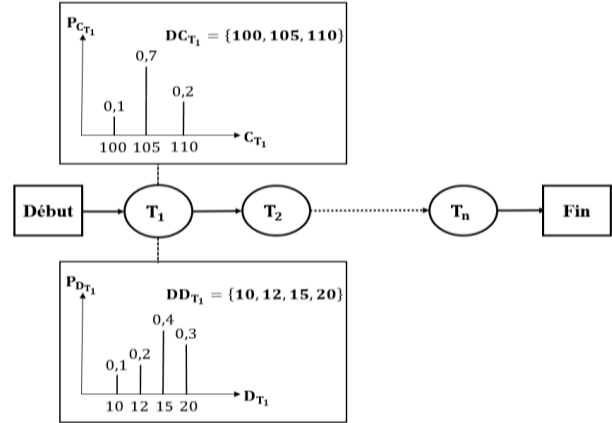 P_{C_{T_1}} DC_{T_1} = {100, 105, 110}
0,7
0,2
0,1
100 105 110 C_{T_1}
Début T_1 T_2 T_n Fin
P_{D_{T_1}} DD_{T_1} = {10, 12, 15, 20}
0,4
0,3
0,2
0,1
10 12 15 20 D_{T_1}